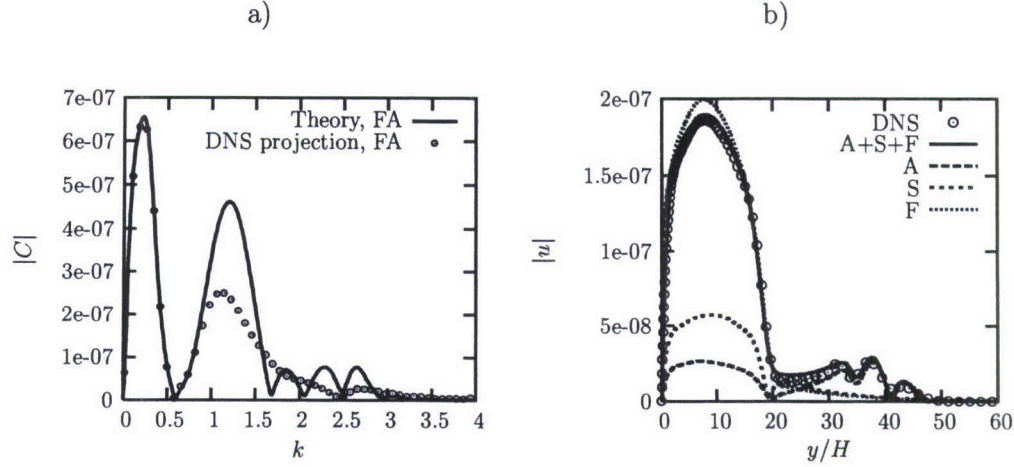 a)
7e-07
6e-07
5e-07
4e-07
3e-07
2e-07
1e-07
0
|C|
Theory, FA
DNS projection, FA
0 0.5 1 1.5 2 2.5 3 3.5 4
k
b)
2e-07
1.5e-07
1e-07
5e-08
0
|u|
DNS
A+S+F
A
S
F
0 10 20 30 40 50 60
y/H